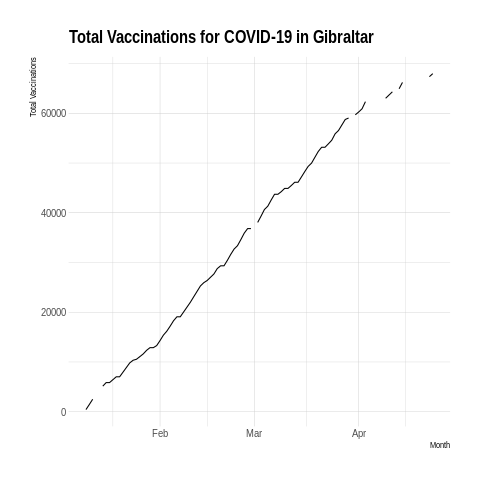 Total Vaccinations for COVID-19 in Gibraltar
Total Vaccinations
60000
40000
20000
0
Feb Mar Apr
Month